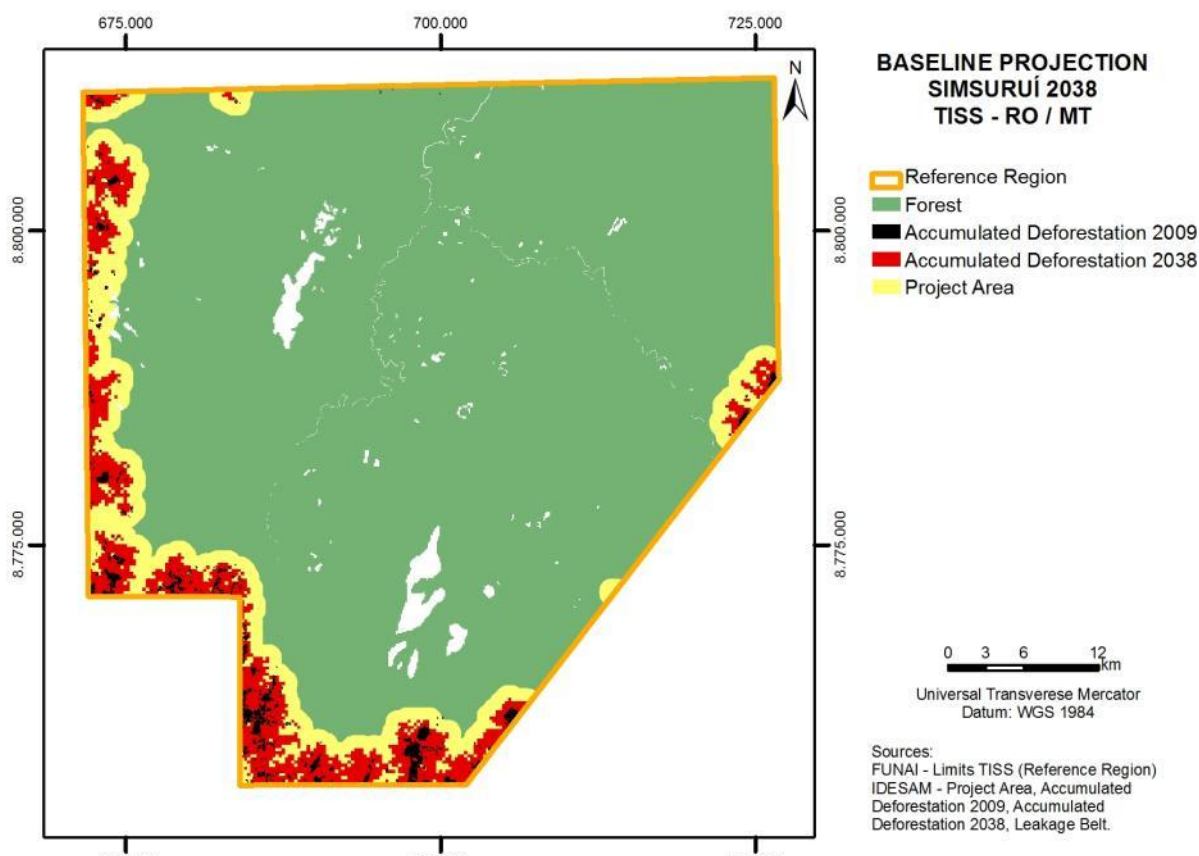 675.000 700.000 725.000
N
8.800.000 8.800.000
8.775.000 8.775.000
BASELINE PROJECTION
SIMSURUÍ 2038
TISS - RO / MT
Reference Region
Forest
Accumulated Deforestation 2009
Accumulated Deforestation 2038
Project Area
0 3 6 12
km
Universal Transverese Mercator
Datum: WGS 1984
Sources:
FUNAI - Limits TISS (Reference Region)
IDESAM - Project Area, Accumulated
Deforestation 2009, Accumulated
Deforestation 2038, Leakage Belt.